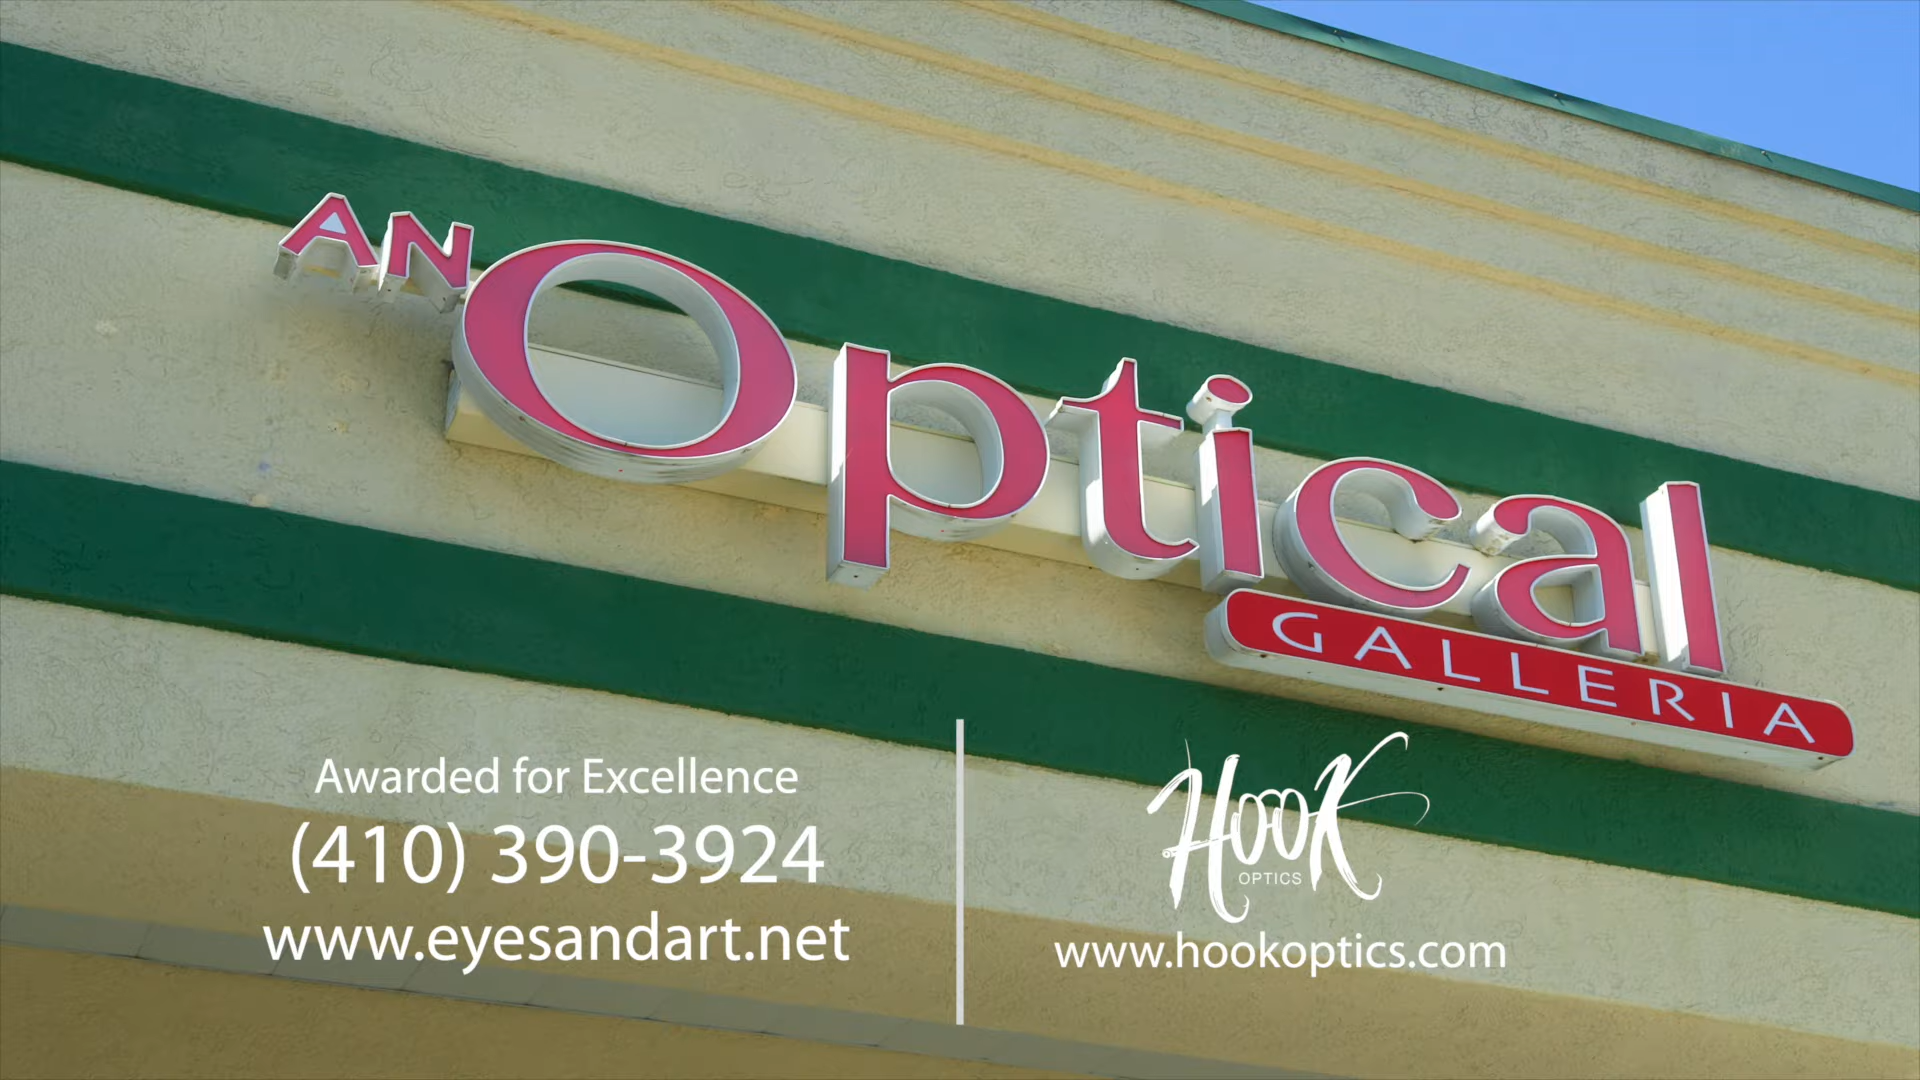 AN Optical
GALLERIA
Awarded for Excellence
(410) 390-3924
www.eyesandart.net
HooK
OPTICS
www.hookoptics.com